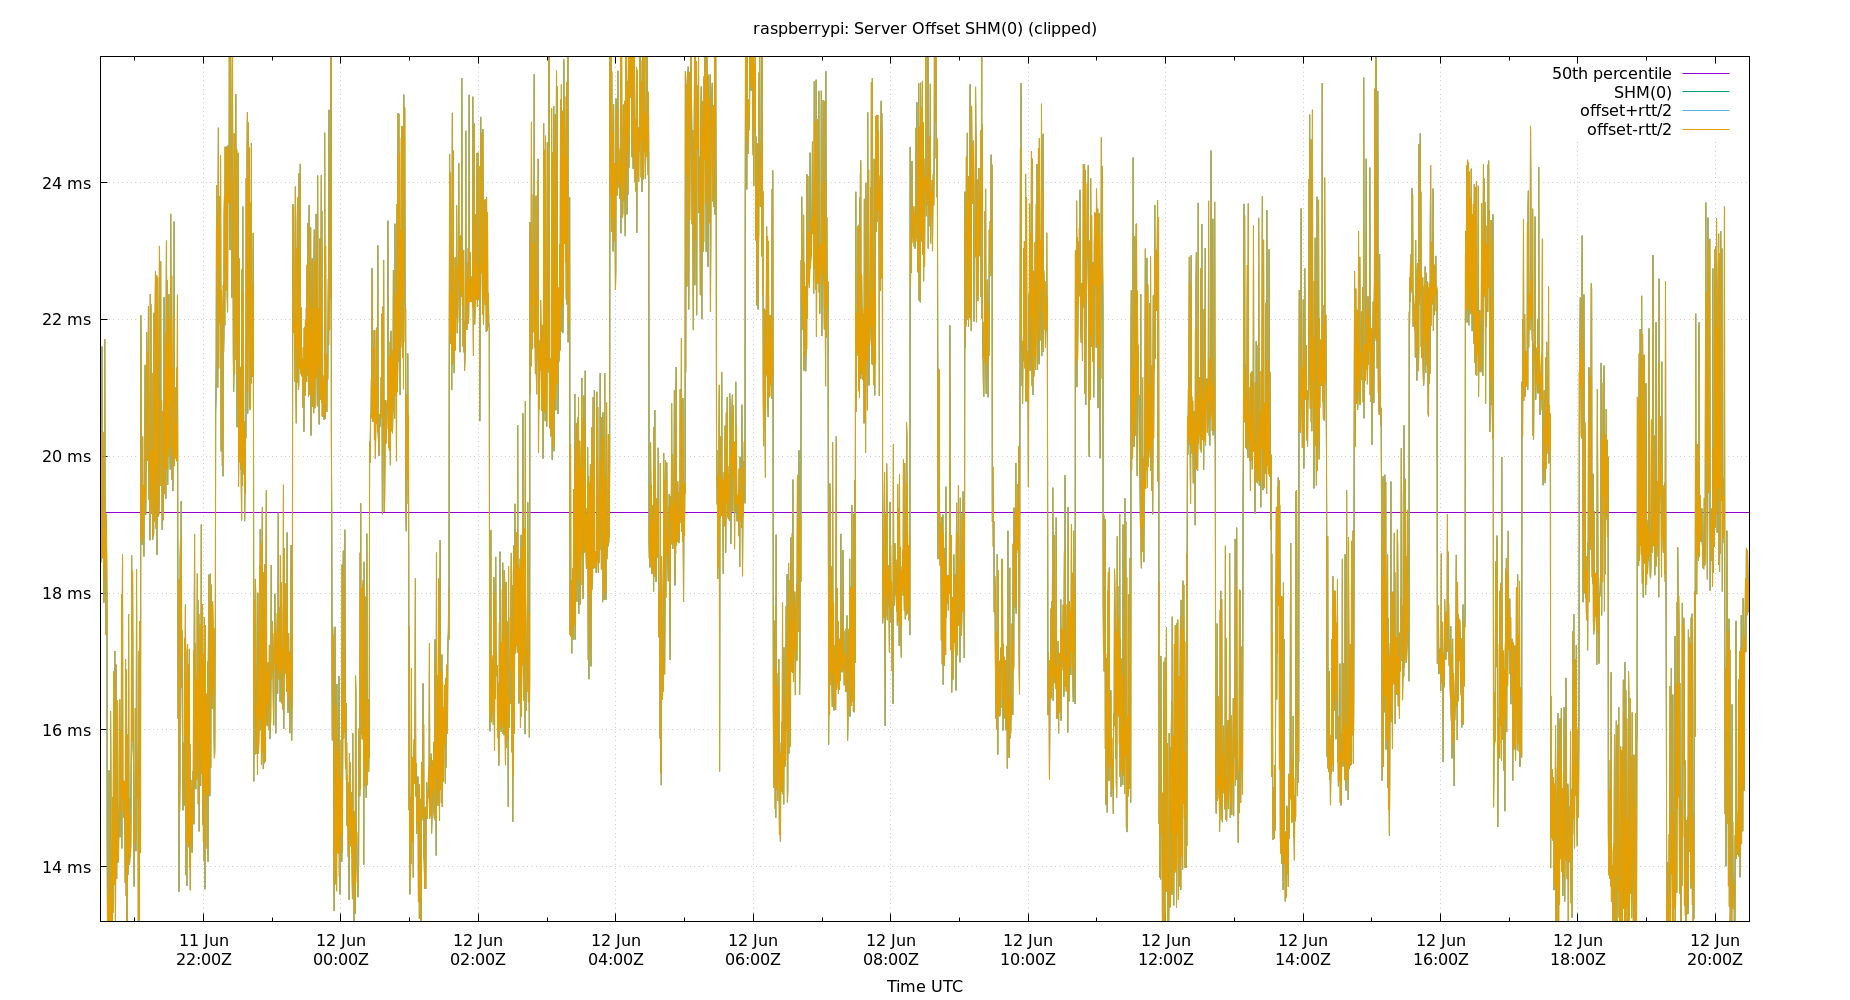 raspberrypi: Server Offset SHM(0) (clipped)
50th percentile
SHM(0)
offset+rtt/2
offset-rtt/2
24 ms
22 ms
20 ms
18 ms
16 ms
14 ms
11 Jun 12 Jun 12 Jun 12 Jun 12 Jun 12 Jun 12 Jun 12 Jun 12 Jun 12 Jun 12 Jun 12 Jun
22:00Z 00:00Z 02:00Z 04:00Z 06:00Z 08:00Z 10:00Z 12:00Z 14:00Z 16:00Z 18:00Z 20:00Z
Time UTC